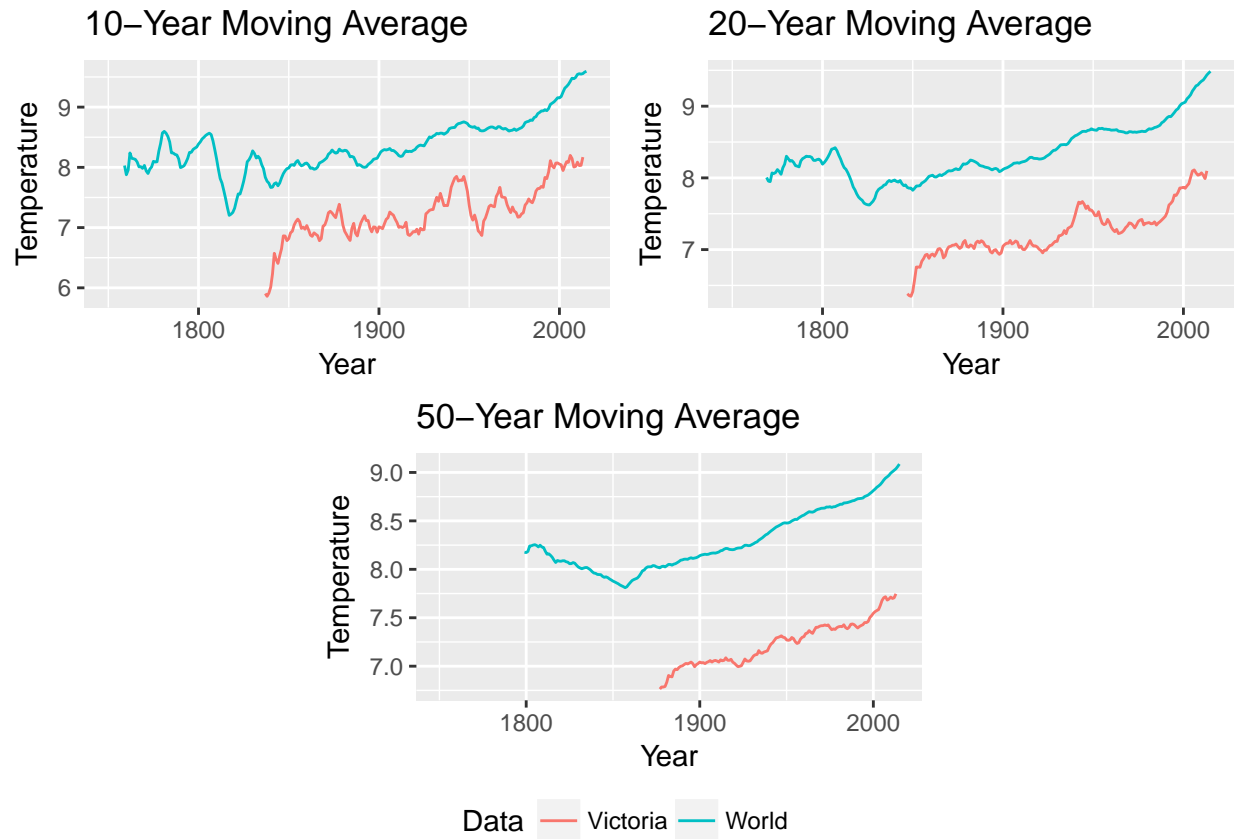 10−Year Moving Average
Temperature
9
8
7
6
1800 1900 2000
Year
20−Year Moving Average
Temperature
9
8
7
1800 1900 2000
Year
50−Year Moving Average
Temperature
9.0
8.5
8.0
7.5
7.0
1800 1900 2000
Year
Data Victoria World